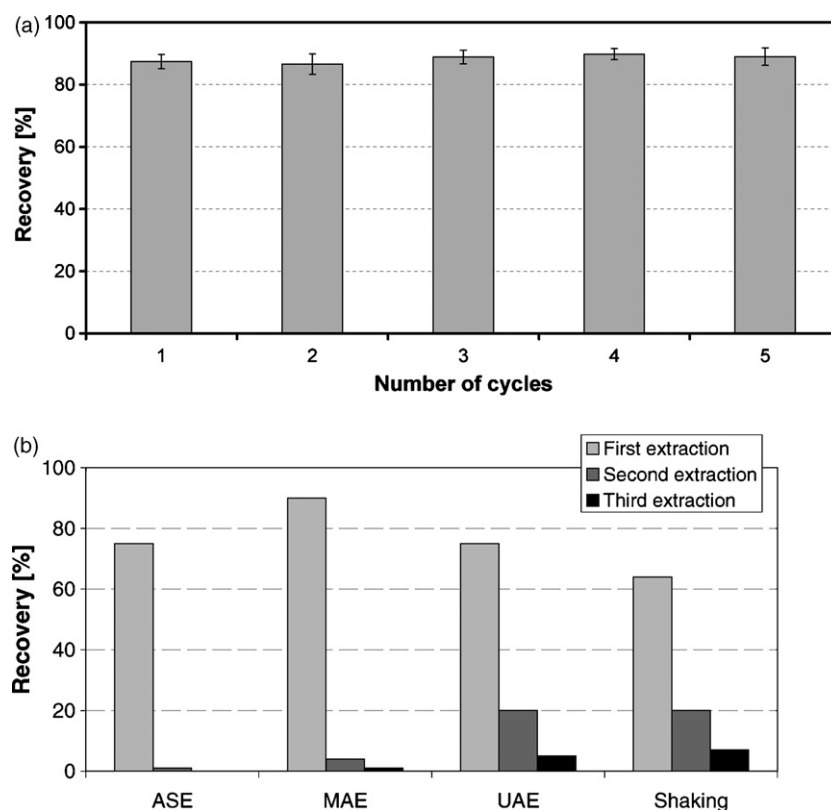 (a)
100
80
60
40
20
0
Recovery [%]
1 2 3 4 5
Number of cycles
(b)
First extraction
Second extraction
Third extraction
100
80
60
40
20
0
Recovery [%]
ASE MAE UAE Shaking